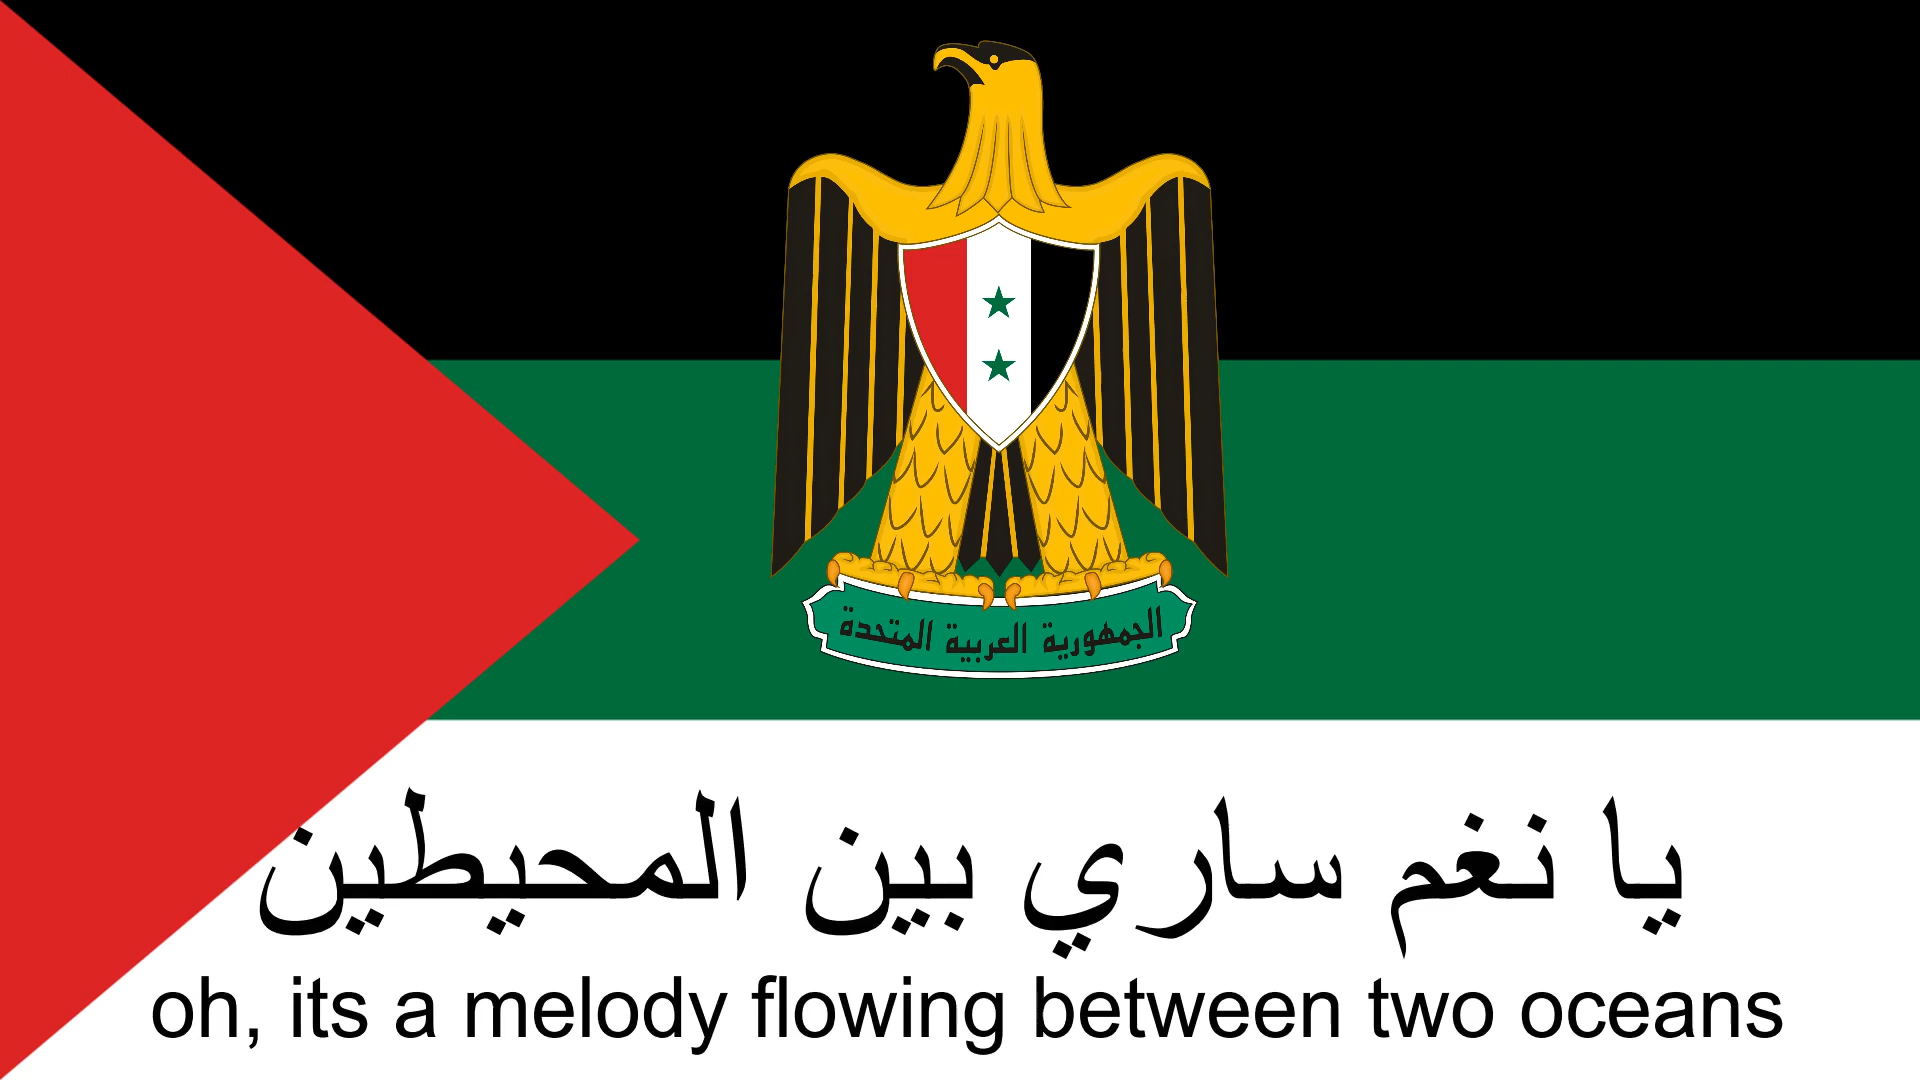 الجمهورية العربية المتحدة
يا نغم ساري بين المحيطين
oh, its a melody flowing between two oceans